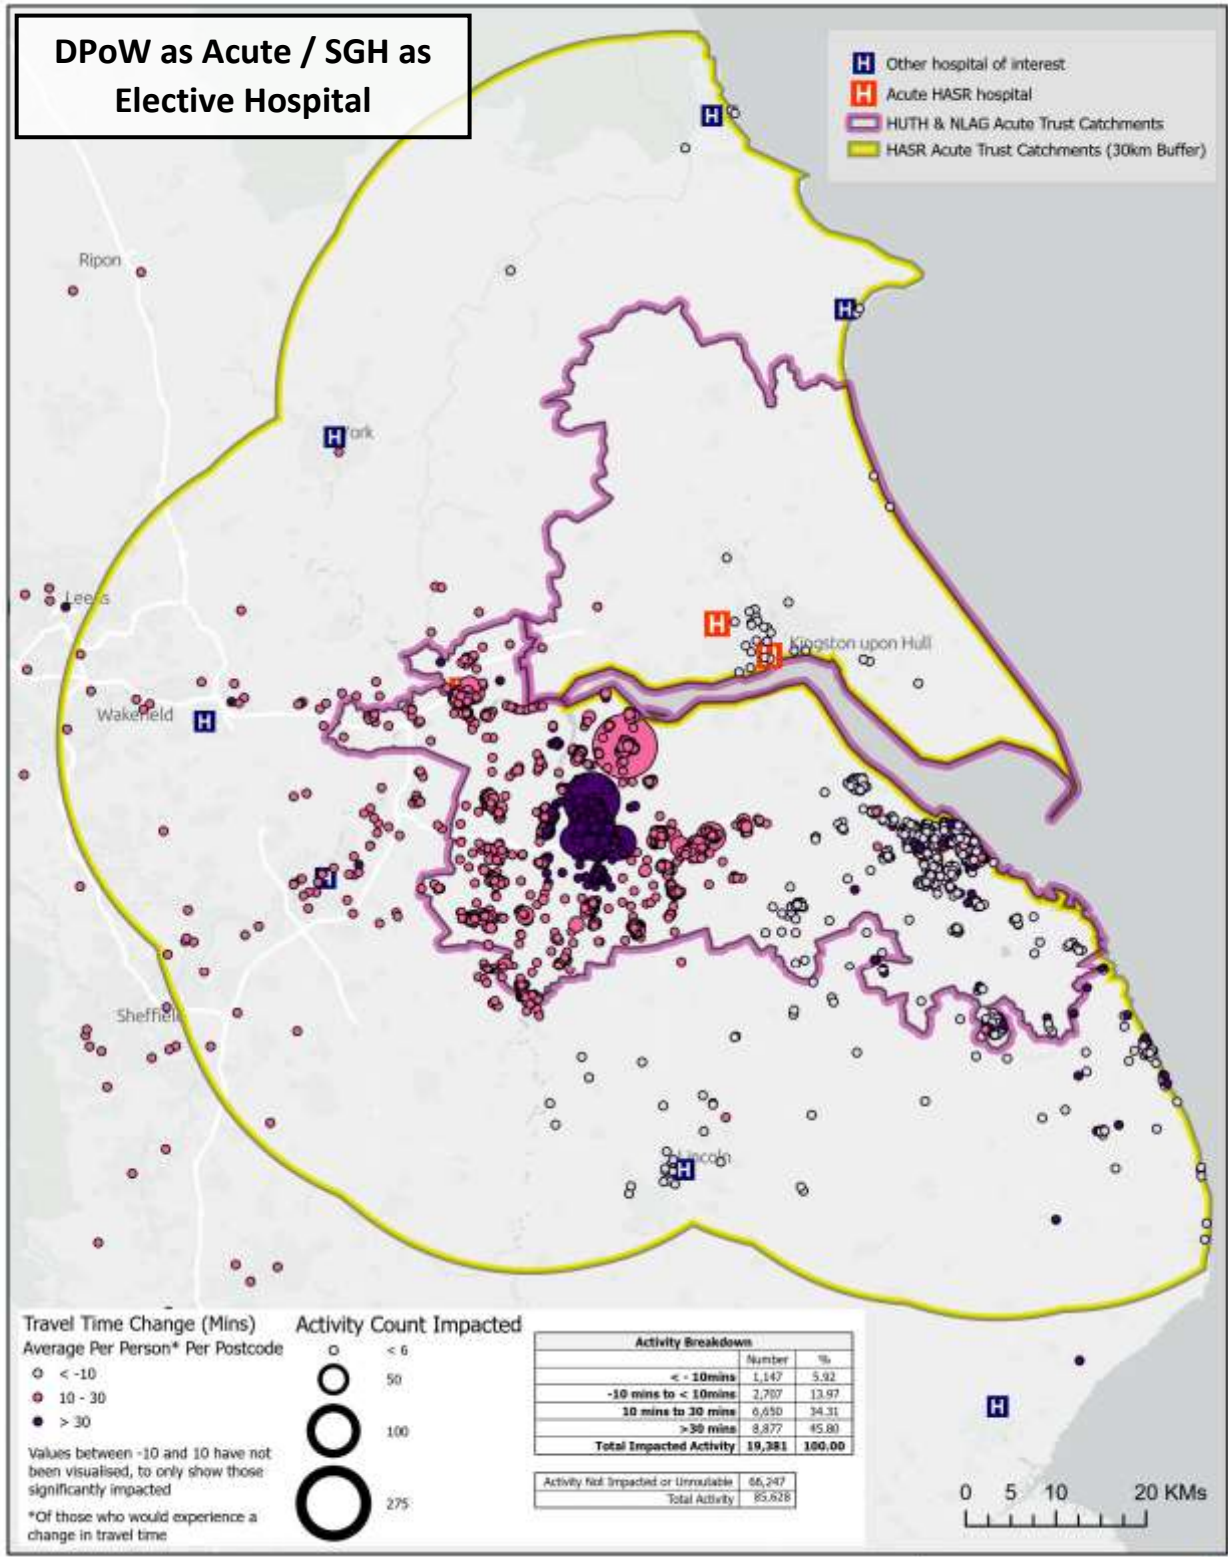 DPoW as Acute / SGH as
Elective Hospital
H Other hospital of interest
H Acute HASR hospital
HUTH & NLAG Acute Trust Catchments
HASR Acute Trust Catchments (30km Buffer)
H
Ripon
H
H ork
Leeds
H
Kingston upon Hull
Wakefield
H
Sheffield
Lincoln
H
H
Travel Time Change (Mins)
Average Per Person* Per Postcode
< -10
10 - 30
> 30
Values between -10 and 10 have not
been visualised, to only show those
significantly impacted
*Of those who would experience a
change in travel time
Activity Count Impacted
< 6
50
100
275
Activity Breakdown
Number %
< - 10mins 1,147 5.92
-10 mins to < 10mins 2,707 13.97
10 mins to 30 mins 6,650 34.31
>30 mins 8,877 45.80
Total Impacted Activity 19,381 100.00
Activity Not Impacted or Unroutable 66,247
Total Activity 85,628
0 5 10 20 KMs